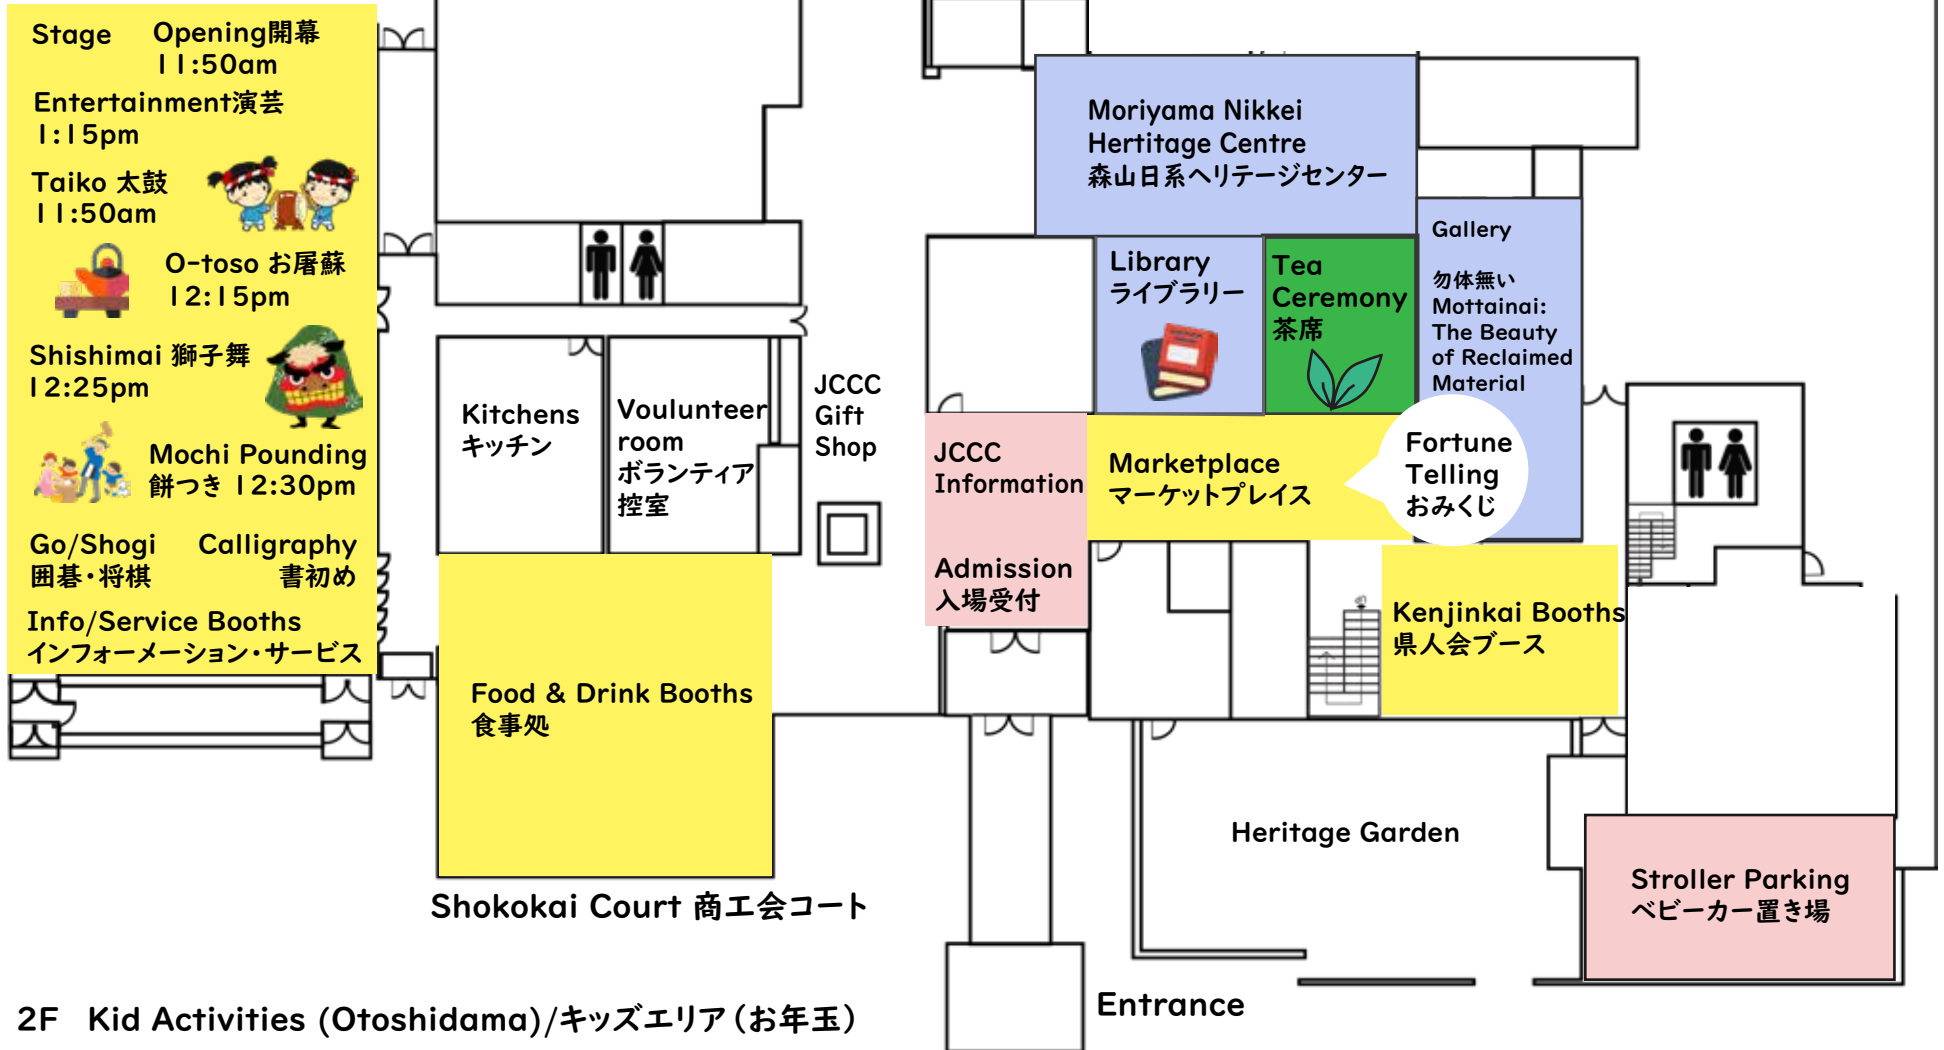 Stage Opening開幕
11:50am
Entertainment演芸
1:15pm
Taiko 太鼓
11:50am
O-toso お屠蘇
12:15pm
Shishimai 獅子舞
12:25pm
Mochi Pounding
餅つき 12:30pm
Go/Shogi Calligraphy
囲碁・将棋 書初め
Info/Service Booths
インフォーメーション・サービス
Kitchens
キッチン
Voulunteer
room
ボランティア
控室
JCCC
Gift
Shop
Food & Drink Booths
食事処
Shokokai Court 商工会コート
Moriyama Nikkei
Hertitage Centre
森山日系ヘリテージセンター
Library
ライブラリー
Tea
Ceremony
茶席
Gallery
勿体無い
Mottainai:
The Beauty
of Reclaimed
Material
JCCC
Information
Admission
入場受付
Marketplace
マーケットプレイス
Fortune
Telling
おみくじ
Kenjinkai Booths
県人会ブース
Heritage Garden
Stroller Parking
ベビーカー置き場
Entrance
2F Kid Activities (Otoshidama)/キッズエリア（お年玉）